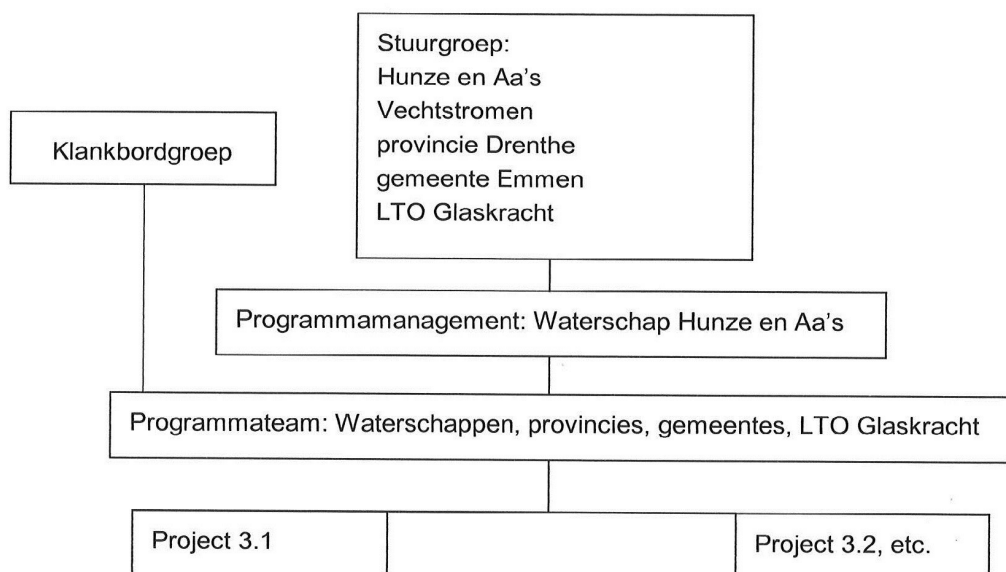 Stuurgroep:
Hunze en Aa's
Vechtstromen
provincie Drenthe
gemeente Emmen
LTO Glaskracht
Klankbordgroep
Programmamanagement: Waterschap Hunze en Aa's
Programmateam: Waterschappen, provincies, gemeentes, LTO Glaskracht
Project 3.1
Project 3.2, etc.